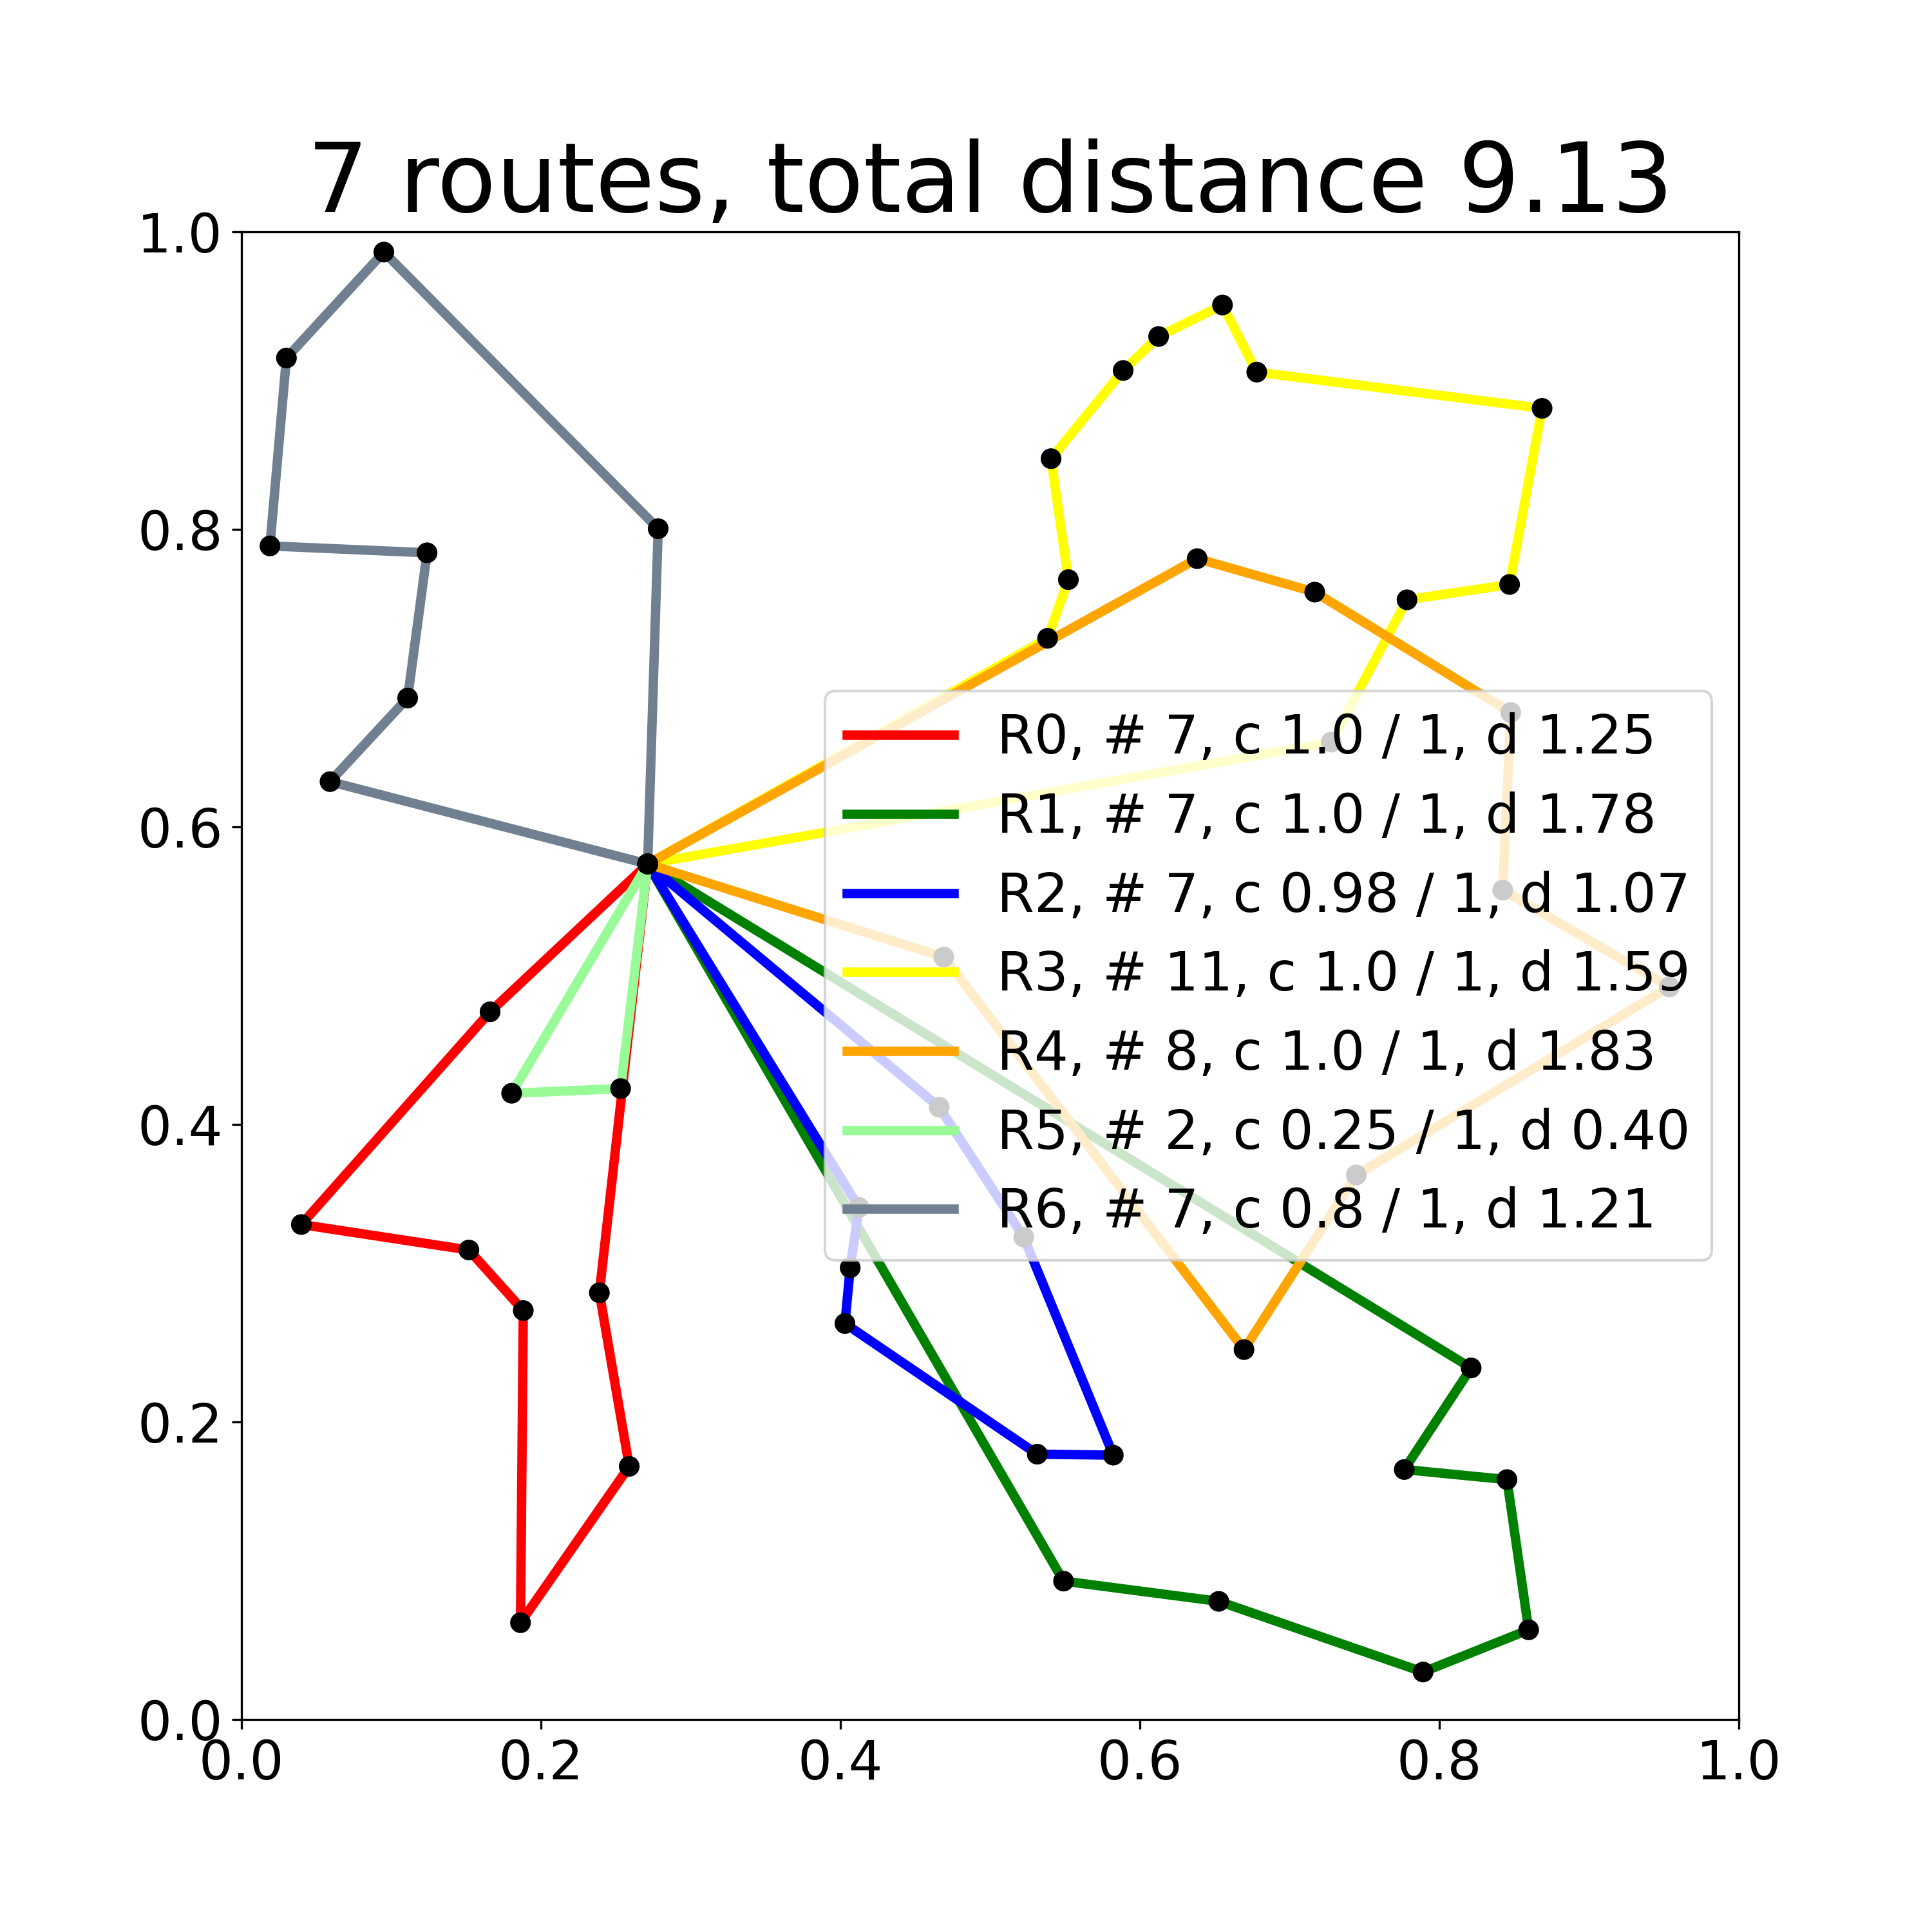 7 routes, total distance 9.13
1.0
0.8
0.6
0.4
0.2
0.0
R0, # 7, c 1.0 / 1, d 1.25
R1, # 7, c 1.0 / 1, d 1.78
R2, # 7, c 0.98 / 1, d 1.07
R3, # 11, c 1.0 / 1, d 1.59
R4, # 8, c 1.0 / 1, d 1.83
R5, # 2, c 0.25 / 1, d 0.40
R6, # 7, c 0.8 / 1, d 1.21
0.0 0.2 0.4 0.6 0.8 1.0